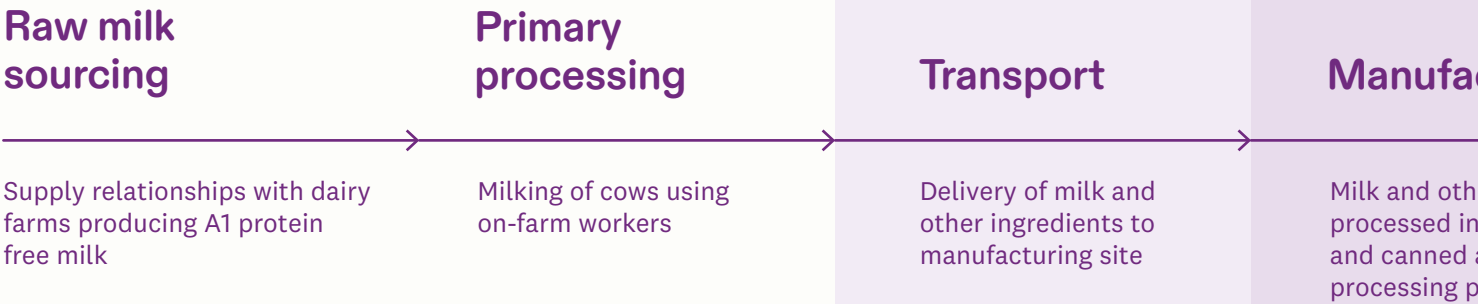 Raw milk
sourcing
Supply relationships with dairy
farms producing A1 protein
free milk
Primary
processing
Milking of cows using
on-farm workers
Transport
Delivery of milk and
other ingredients to
manufacturing site
Milk and
processed
and canned
processing